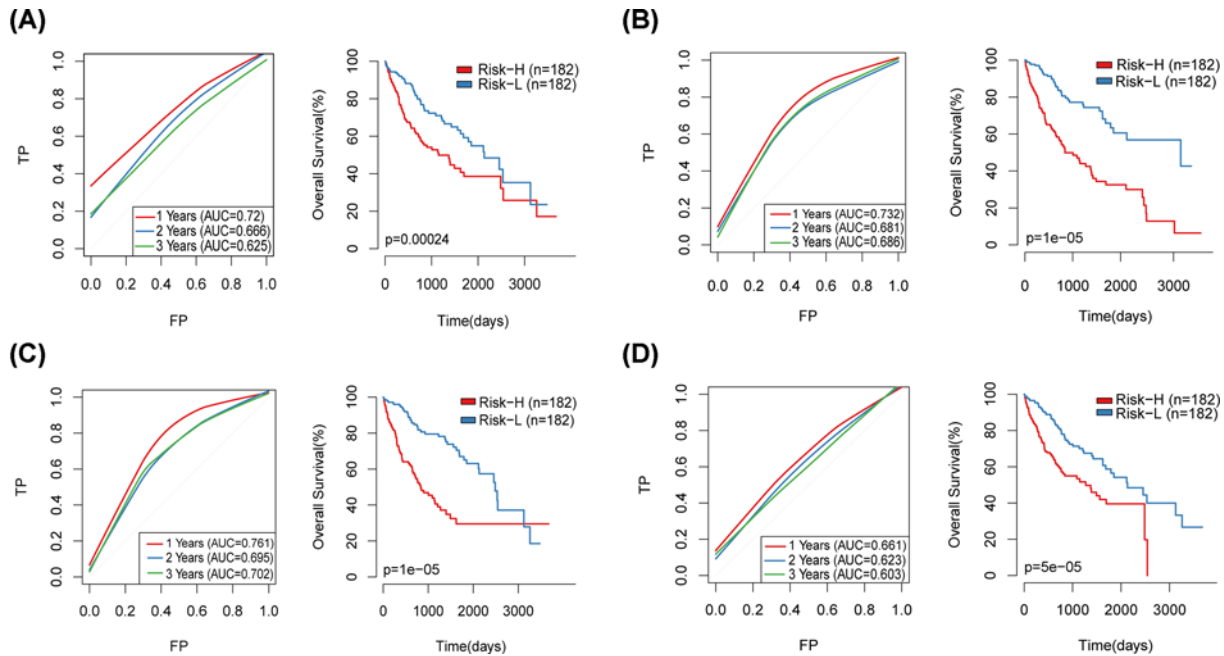 (A)
TP
1.0
0.8
0.6
0.4
0.2
0.0
1 Years (AUC=0.72)
2 Years (AUC=0.666)
3 Years (AUC=0.625)
0.0 0.2 0.4 0.6 0.8 1.0
FP
Overall Survival(%)
100
80
60
40
20
0
Risk-H (n=182)
Risk-L (n=182)
p=0.00024
0 1000 2000 3000
Time(days)
(B)
TP
1.0
0.8
0.6
0.4
0.2
0.0
1 Years (AUC=0.732)
2 Years (AUC=0.681)
3 Years (AUC=0.686)
0.0 0.2 0.4 0.6 0.8 1.0
FP
Overall Survival(%)
100
80
60
40
20
0
Risk-H (n=182)
Risk-L (n=182)
p=1e-05
0 1000 2000 3000
Time(days)
(C)
TP
1.0
0.8
0.6
0.4
0.2
0.0
1 Years (AUC=0.761)
2 Years (AUC=0.695)
3 Years (AUC=0.702)
0.0 0.2 0.4 0.6 0.8 1.0
FP
Overall Survival(%)
100
80
60
40
20
0
Risk-H (n=182)
Risk-L (n=182)
p=1e-05
0 1000 2000 3000
Time(days)
(D)
TP
1.0
0.8
0.6
0.4
0.2
0.0
1 Years (AUC=0.661)
2 Years (AUC=0.623)
3 Years (AUC=0.603)
0.0 0.2 0.4 0.6 0.8 1.0
FP
Overall Survival(%)
100
80
60
40
20
0
Risk-H (n=182)
Risk-L (n=182)
p=5e-05
0 1000 2000 3000
Time(days)